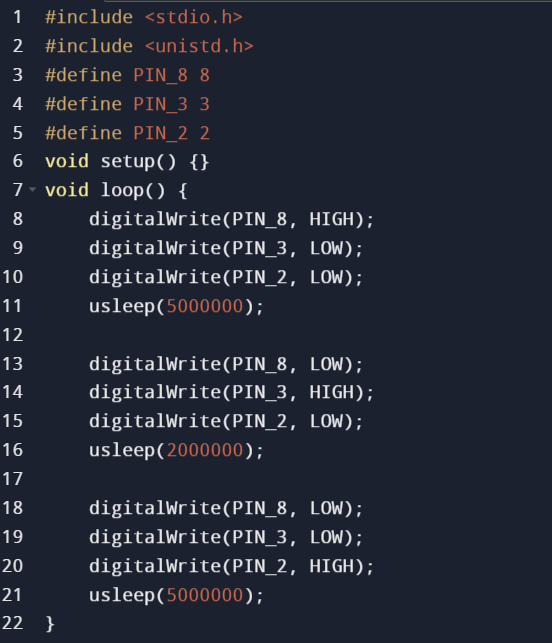 1 #include <stdio.h>
2 #include <unistd.h>
3 #define PIN_8 8
4 #define PIN_3 3
5 #define PIN_2 2
6 void setup() {}
7 void loop() {
8     digitalWrite(PIN_8, HIGH);
9     digitalWrite(PIN_3, LOW);
10     digitalWrite(PIN_2, LOW);
11     usleep(5000000);
12
13     digitalWrite(PIN_8, LOW);
14     digitalWrite(PIN_3, HIGH);
15     digitalWrite(PIN_2, LOW);
16     usleep(2000000);
17
18     digitalWrite(PIN_8, LOW);
19     digitalWrite(PIN_3, LOW);
20     digitalWrite(PIN_2, HIGH);
21     usleep(5000000);
22 }